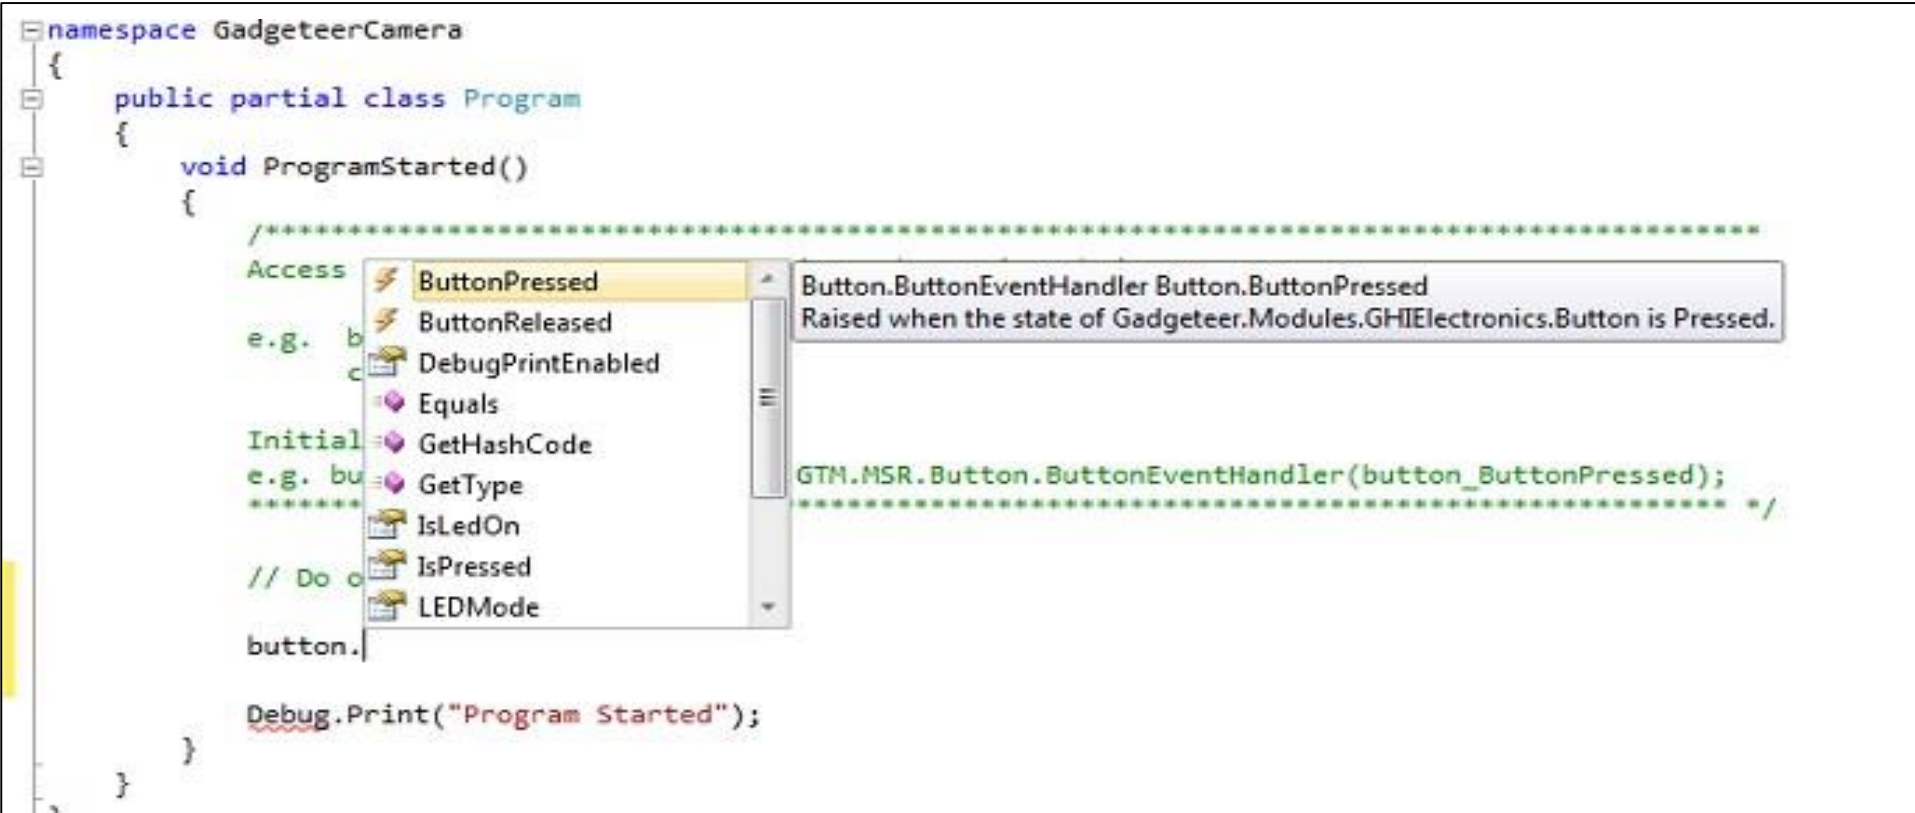 namespace GadgeteerCamera
{
public partial class Program
{
void ProgramStarted()
{
/******************************************************************************************
Access
e.g. b
c
Initial
e.g. bu GTM.MSR.Button.ButtonEventHandler(button_ButtonPressed);
******************************************************************************************* */
// Do o
ButtonPressed
ButtonReleased
DebugPrintEnabled
Equals
GetHashCode
GetType
IsLedOn
IsPressed
LEDMode
Button.ButtonEventHandler Button.ButtonPressed
Raised when the state of Gadgeteer.Modules.GHIElectronics.Button is Pressed.
button.
Debug.Print("Program Started");
}
}